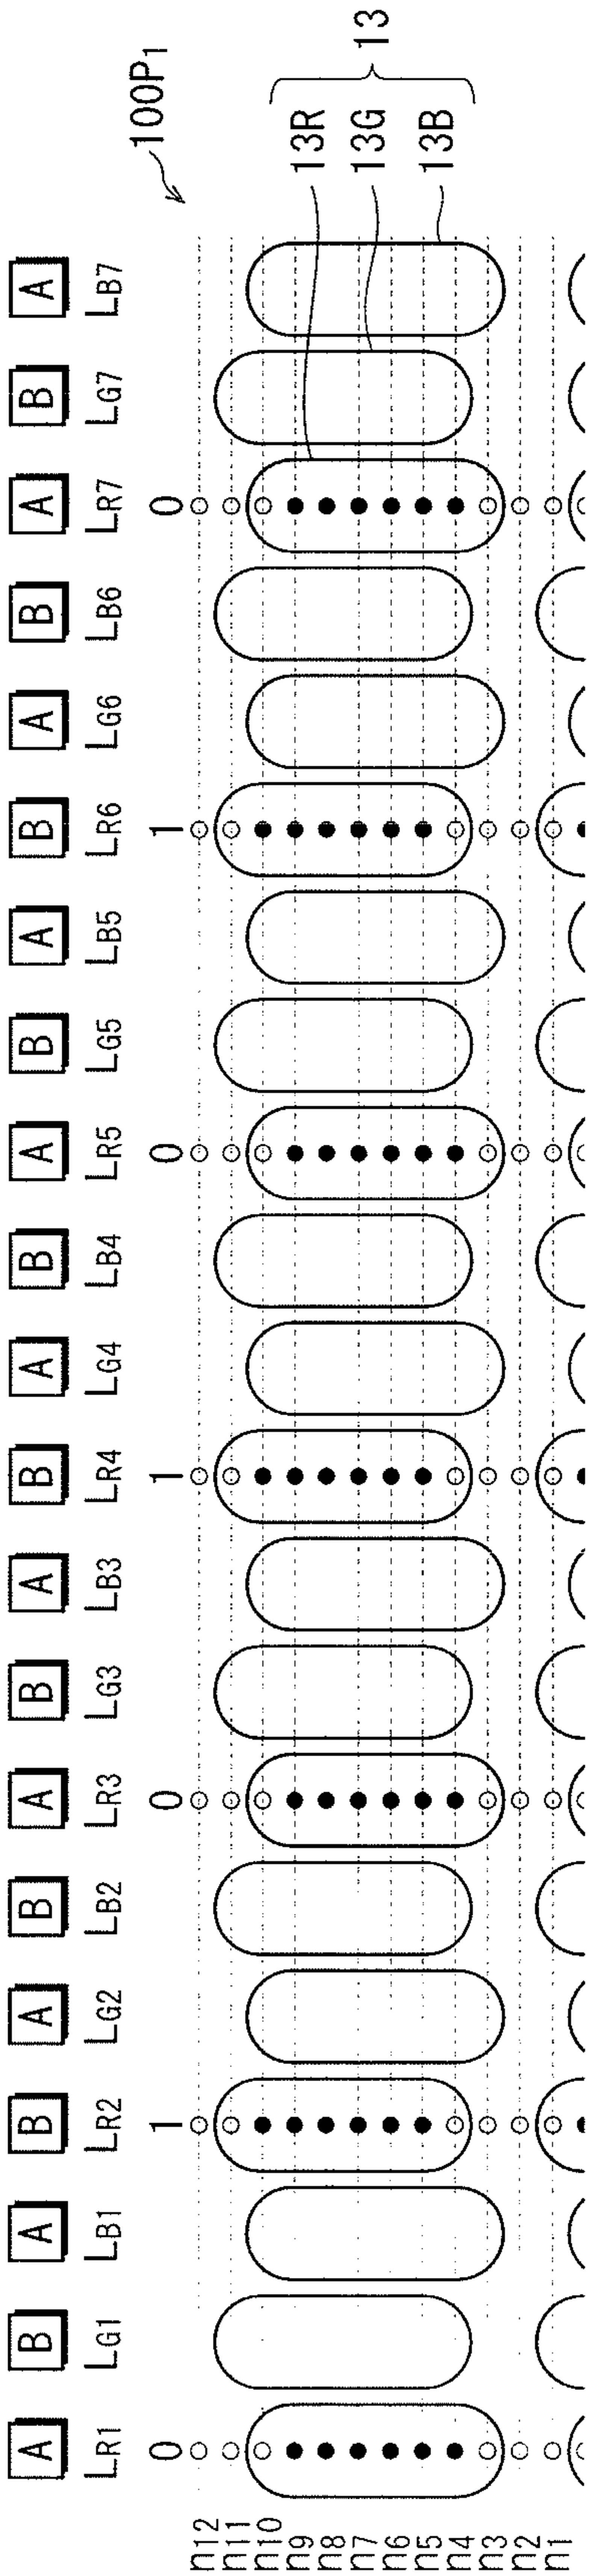 100P1
A B A B A B A B A B A B A B A B A B A B A
LR1 LG1 LB1 LR2 LG2 LB2 LR3 LG3 LB3 LR4 LG4 LB4 LR5 LG5 LB5 LR6 LG6 LB6 LR7 LG7 LB7
0 1 0 1 0 1 0
n12
n11
n10
n9
n8
n7
n6
n5
n4
n3
n2
n1
13R
13G
13B
13